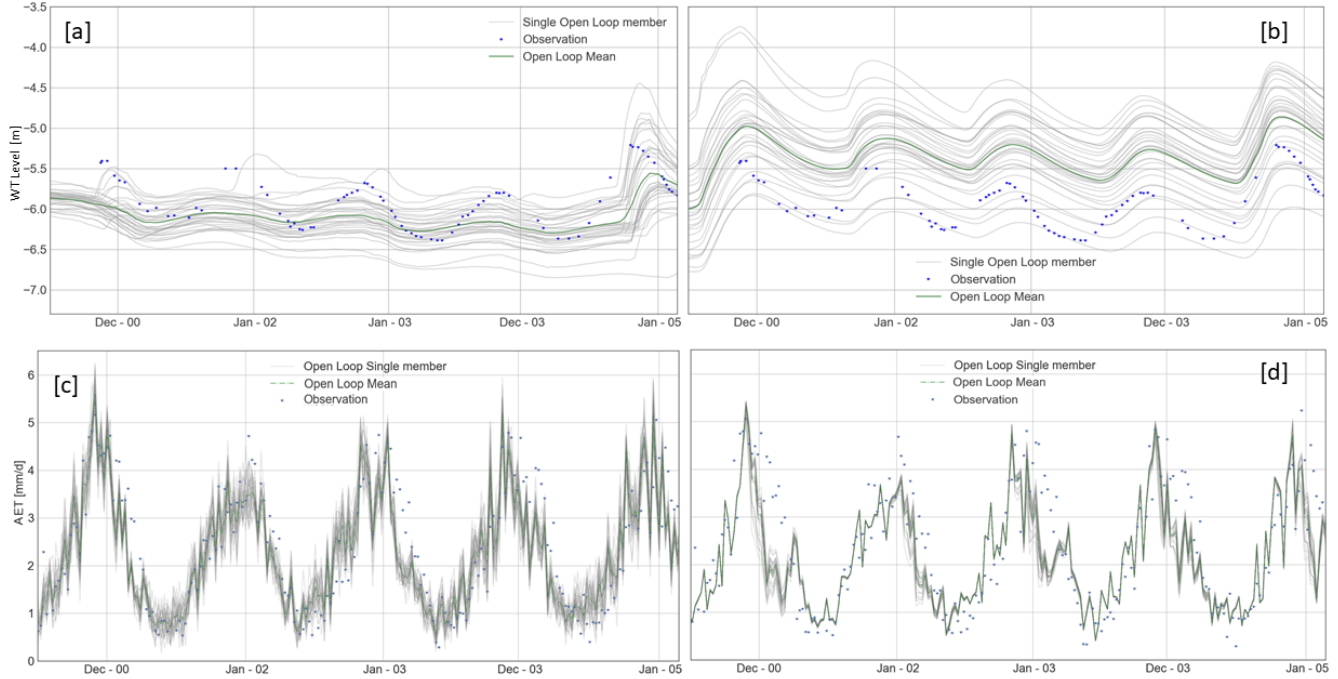 [a]
Single Open Loop member
Observation
Open Loop Mean
WT Level [m]
−3.5
−4.0
−4.5
−5.0
−5.5
−6.0
−6.5
−7.0
Dec - 00
Jan - 02
Jan - 03
Dec - 03
Jan - 05
[b]
Single Open Loop member
Observation
Open Loop Mean
Dec - 00
Jan - 02
Jan - 03
Dec - 03
Jan - 05
[c]
Open Loop Single member
Open Loop Mean
Observation
AET [mm/d]
6
5
4
3
2
1
0
Dec - 00
Jan - 02
Jan - 03
Dec - 03
Jan - 05
[d]
Open Loop Single member
Open Loop Mean
Observation
Dec - 00
Jan - 02
Jan - 03
Dec - 03
Jan - 05